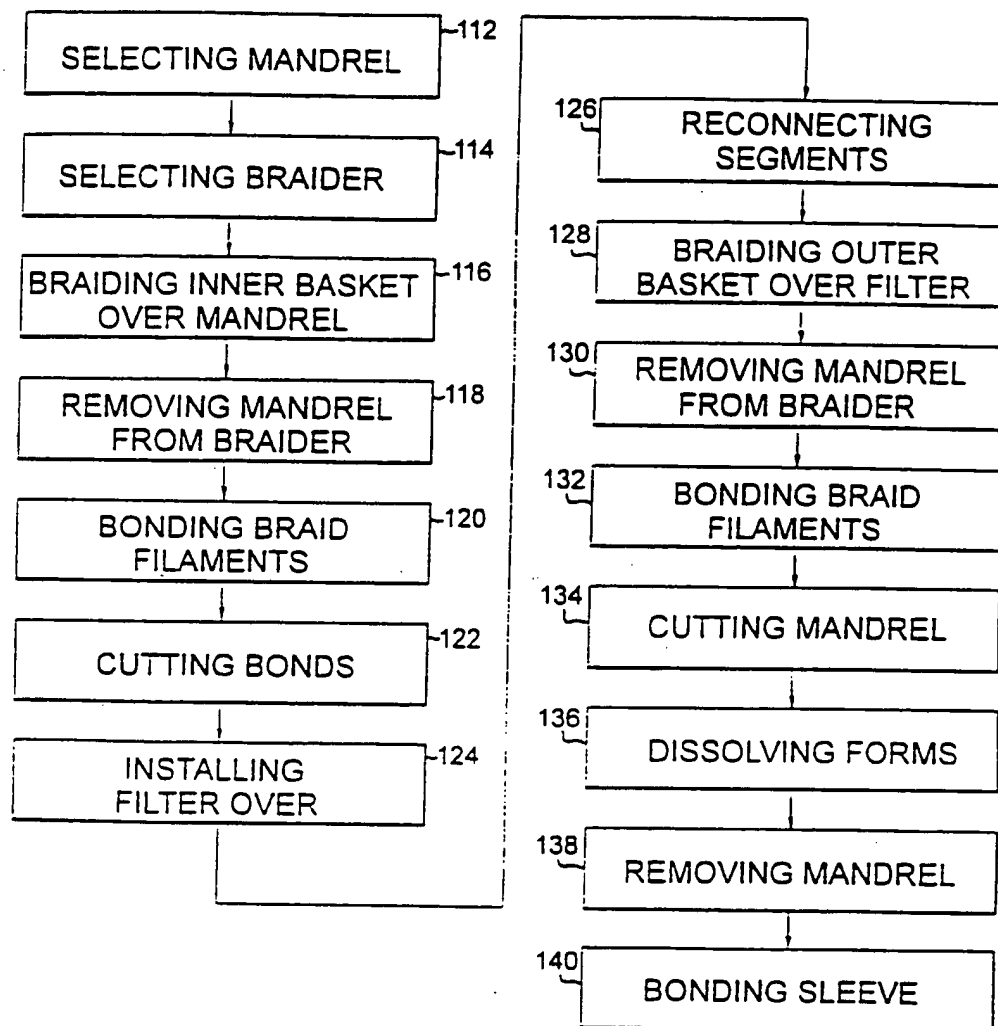 112
SELECTING MANDREL
114
SELECTING BRAIDER
116
BRAIDING INNER BASKET
OVER MANDREL
118
REMOVING MANDREL
FROM BRAIDER
120
BONDING BRAID
FILAMENTS
122
CUTTING BONDS
124
INSTALLING
FILTER OVER
126
RECONNECTING
SEGMENTS
128
BRAIDING OUTER
BASKET OVER FILTER
130
REMOVING MANDREL
FROM BRAIDER
132
BONDING BRAID
FILAMENTS
134
CUTTING MANDREL
136
DISSOLVING FORMS
138
REMOVING MANDREL
140
BONDING SLEEVE